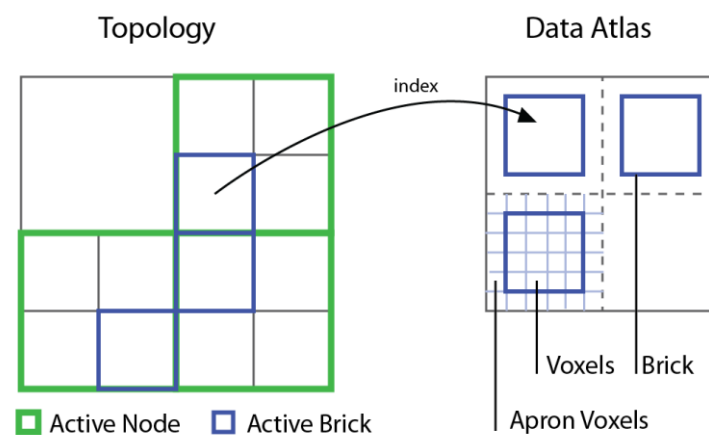 Topology
Data Atlas
index
Voxels
Brick
Active Node
Active Brick
Apron Voxels